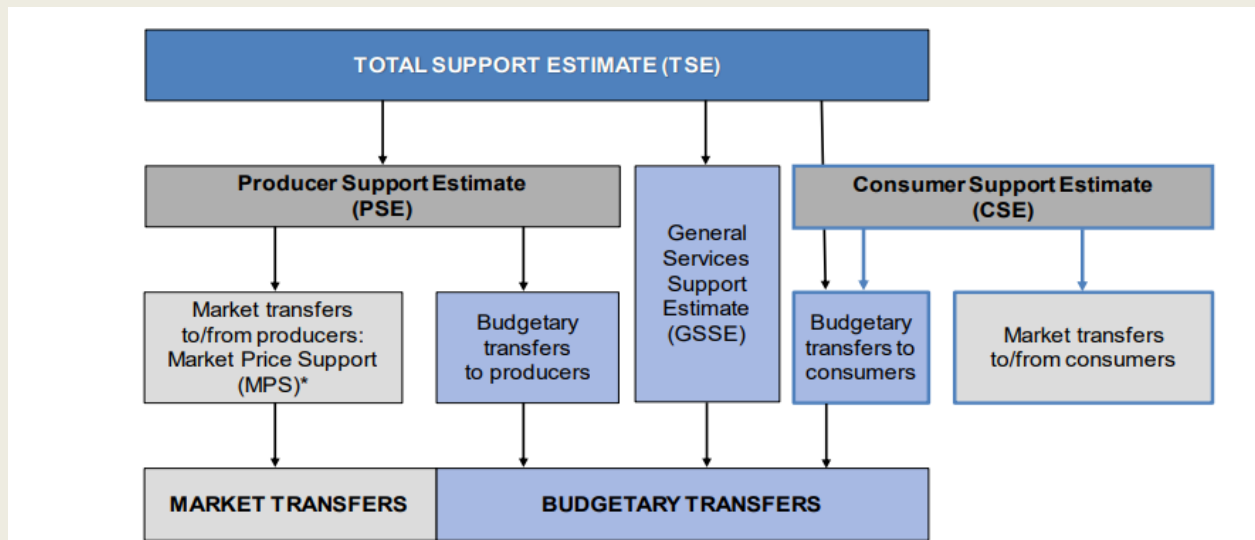 TOTAL SUPPORT ESTIMATE (TSE)
Producer Support Estimate
(PSE)
General
Services
Support
Estimate
(GSSE)
Consumer Support Estimate
(CSE)
Market transfers
to/from producers:
Market Price Support
(MPS)*
Budgetary
transfers
to producers
Budgetary
transfers to
consumers
Market transfers
to/from consumers
MARKET TRANSFERS
BUDGETARY TRANSFERS